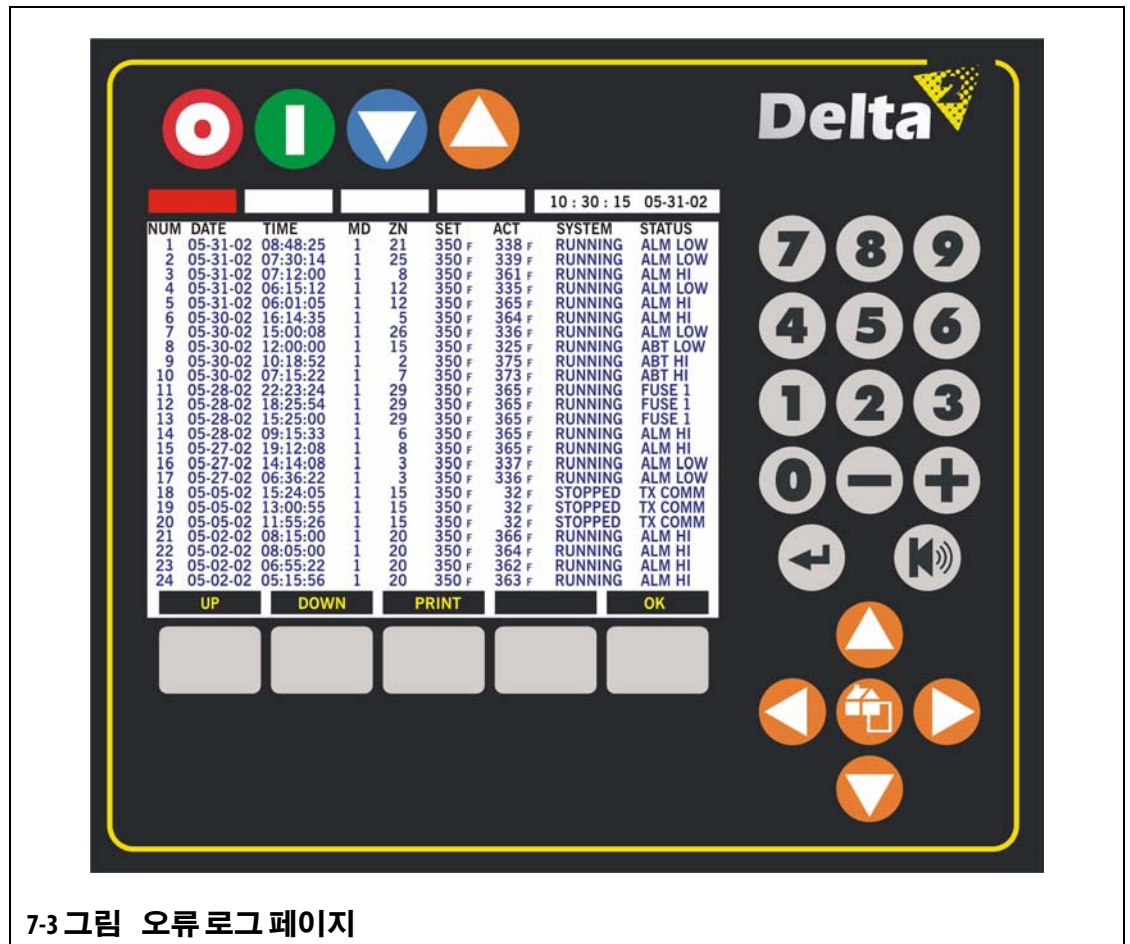 Delta 2
10 : 30 : 15 05-31-02
NUM DATE TIME MD ZN SET ACT SYSTEM STATUS
1 05-31-02 08:48:25 1 21 350 F 338 F RUNNING ALM LOW
2 05-31-02 07:30:14 1 25 350 F 339 F RUNNING ALM LOW
3 05-31-02 07:12:00 1 8 350 F 361 F RUNNING ALM HI
4 05-31-02 06:15:12 1 12 350 F 335 F RUNNING ALM LOW
5 05-31-02 06:01:05 1 12 350 F 365 F RUNNING ALM HI
6 05-30-02 16:14:35 1 5 350 F 364 F RUNNING ALM HI
7 05-30-02 15:00:08 1 26 350 F 336 F RUNNING ALM LOW
8 05-30-02 12:00:00 1 15 350 F 325 F RUNNING ABT LOW
9 05-30-02 10:18:52 1 2 350 F 375 F RUNNING ABT HI
10 05-30-02 07:15:22 1 7 350 F 373 F RUNNING ABT HI
11 05-28-02 22:23:24 1 29 350 F 365 F RUNNING FUSE 1
12 05-28-02 18:25:54 1 29 350 F 365 F RUNNING FUSE 1
13 05-28-02 15:25:00 1 29 350 F 365 F RUNNING FUSE 1
14 05-28-02 09:15:33 1 6 350 F 365 F RUNNING ALM HI
15 05-27-02 19:12:08 1 8 350 F 365 F RUNNING ALM HI
16 05-27-02 14:14:08 1 3 350 F 337 F RUNNING ALM LOW
17 05-27-02 06:36:22 1 3 350 F 336 F RUNNING ALM LOW
18 05-05-02 15:24:05 1 15 350 F 32 F STOPPED TX COMM
19 05-05-02 13:00:55 1 15 350 F 32 F STOPPED TX COMM
20 05-05-02 11:55:26 1 15 350 F 32 F STOPPED TX COMM
21 05-02-02 08:15:00 1 20 350 F 366 F RUNNING ALM HI
22 05-02-02 08:05:00 1 20 350 F 364 F RUNNING ALM HI
23 05-02-02 06:55:22 1 20 350 F 362 F RUNNING ALM HI
24 05-02-02 05:15:56 1 20 350 F 363 F RUNNING ALM HI
UP DOWN PRINT OK
7 8 9
4 5 6
1 2 3
0 − +
7-3 그림 오류 로그 페이지